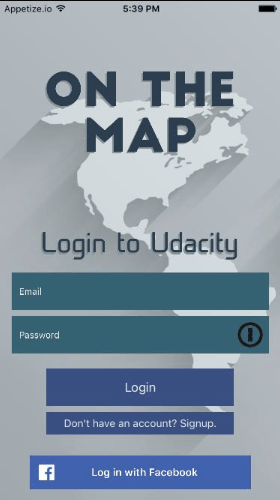 Appetize.io 5:39 PM
ON THE
MAP
Login to Udacity
Email
Password
Login
Don't have an account? Signup.
Log in with Facebook